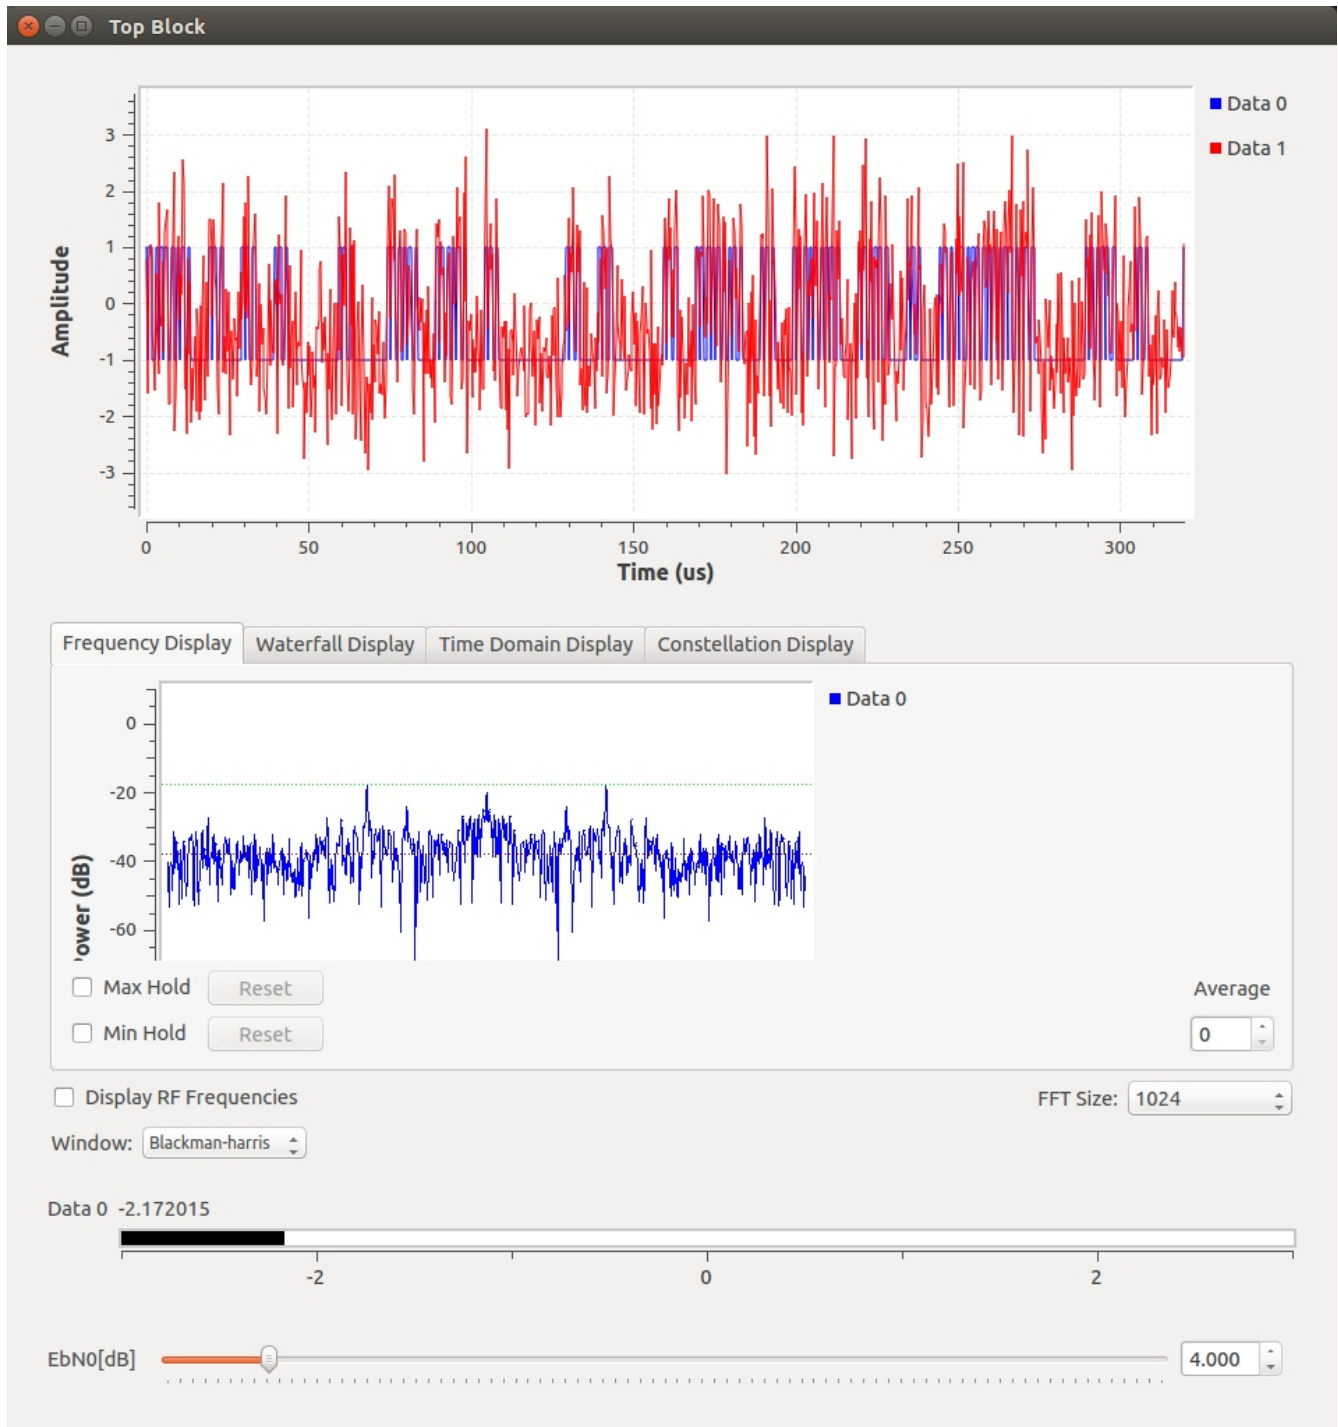 Top Block
Data 0
Data 1
3
2
1
0
-1
-2
-3
Amplitude
0 50 100 150 200 250 300
Time (us)
Frequency Display Waterfall Display Time Domain Display Constellation Display
Data 0
0
-20
-40
-60
Power (dB)
Max Hold Reset
Average
Min Hold Reset
0
Display RF Frequencies
FFT Size: 1024
Window: Blackman-harris
Data 0 -2.172015
-2 0 2
EbN0[dB] 4.000